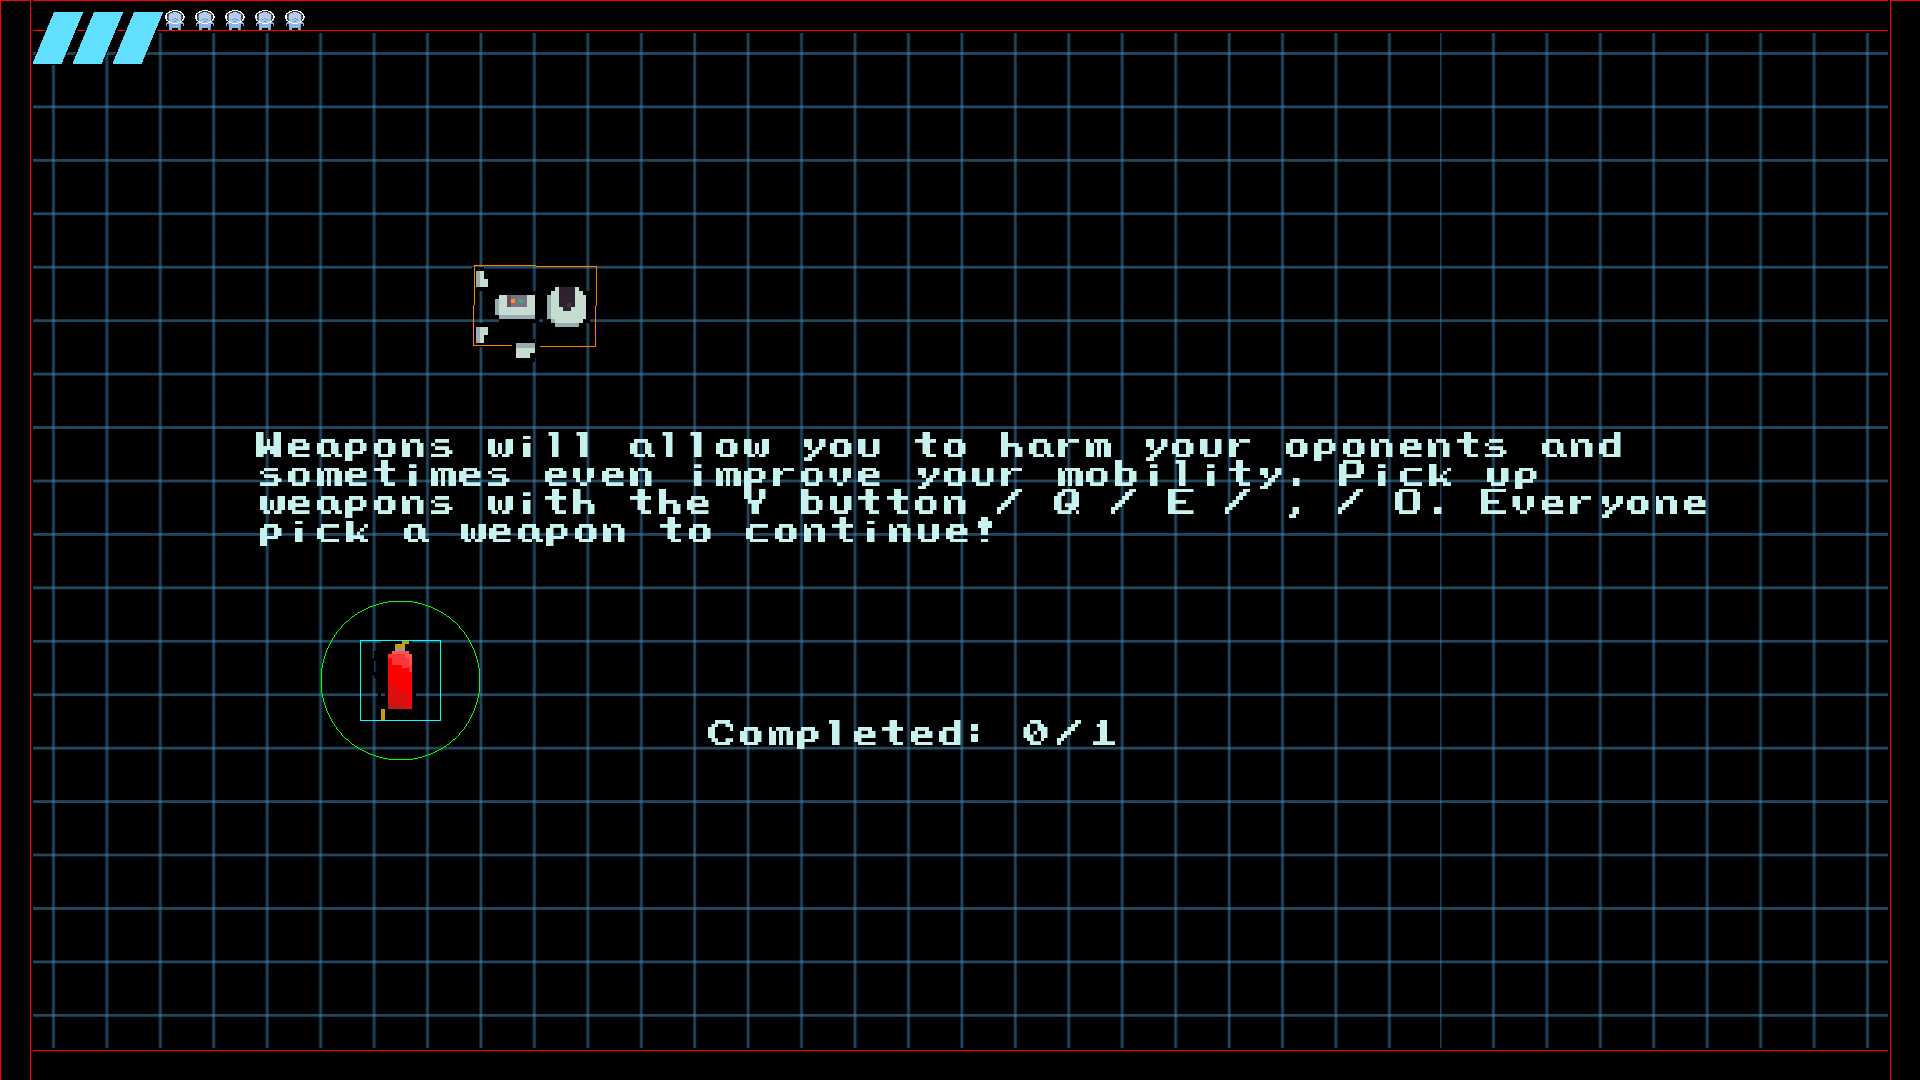 Weapons will allow you to harm your oponents and
sometimes even improve your mobility. Pick up
weapons with the Y button / Q / E / , / O. Everyone
pick a weapon to continue!
Completed: 0/1